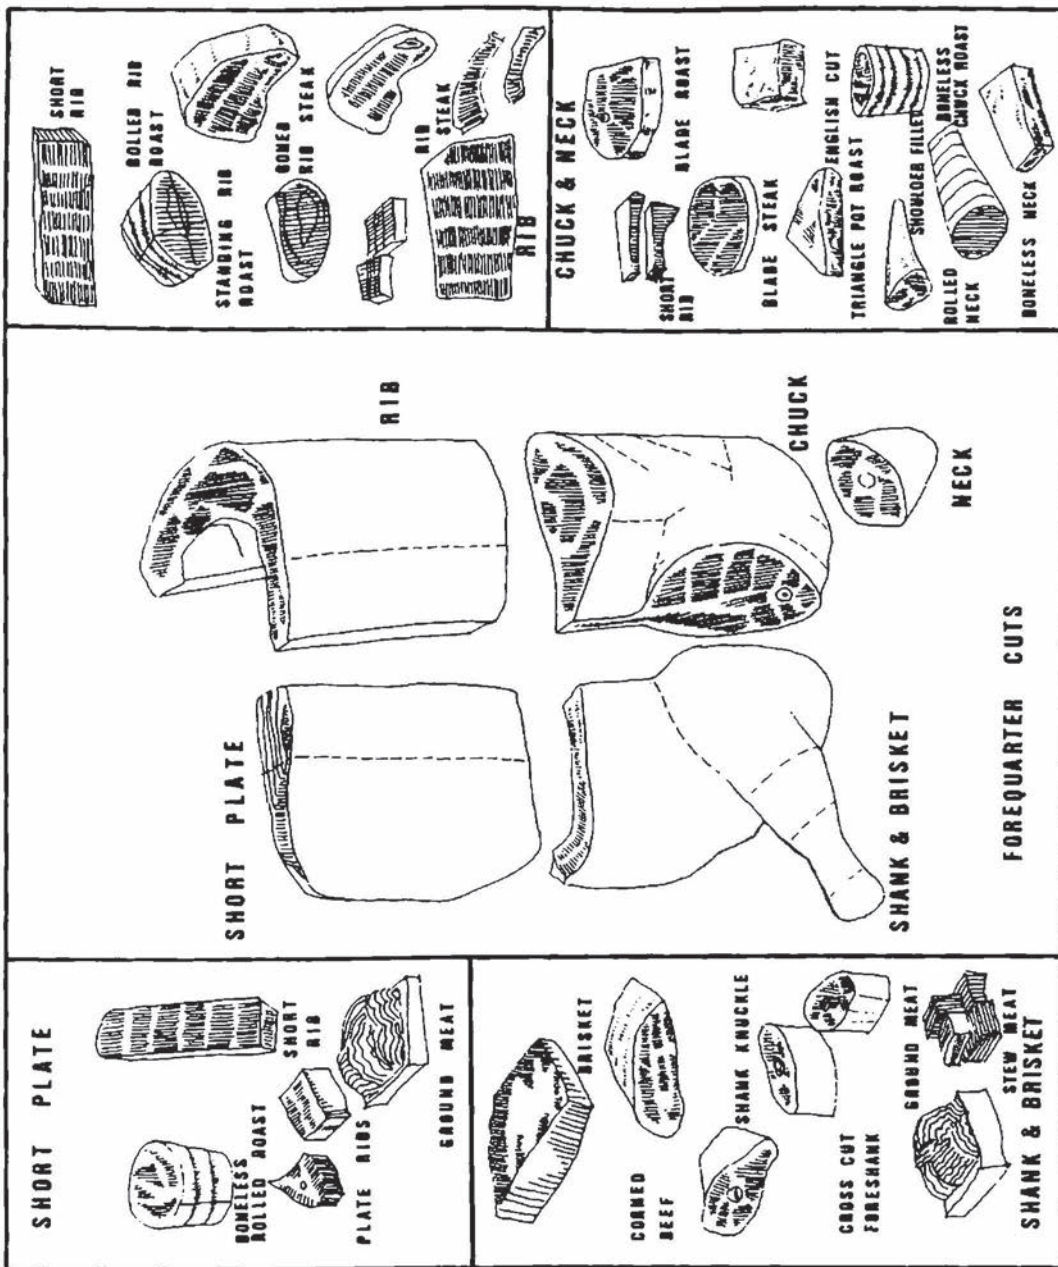 SHORT PLATE
BONELESS
ROLLED ROAST
SHORT
RIB
PLATE RIBS
GROUND MEAT
BRISKET
CORNED
BEEF
SHANK KNUCKLE
CROSS CUT
FORESHANK
GROUND MEAT
STEW MEAT
SHANK & BRISKET
SHORT PLATE
RIB
SHANK & BRISKET
CHUCK
NECK
FOREQUARTER CUTS
SHORT
RIB
ROLLED RIB
ROAST
STANDING RIB
ROAST
BONED
RIB STEAK
RIB
STEAK
RIB
CHUCK & NECK
SHORT
RIB
BLADE ROAST
BLADE STEAK
TRIANGLE POT ROAST
ENGLISH CUT
SHOULDER FILLET
BONELESS
CHUCK ROAST
ROLLED
NECK
BONELESS NECK